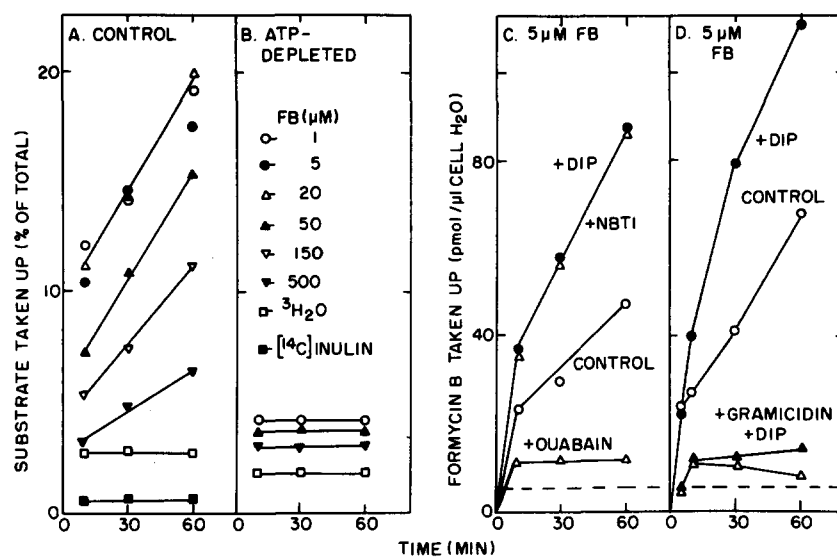 A. CONTROL
B. ATP-
DEPLETED
C. 5 μM FB
D. 5 μM
FB
SUBSTRATE TAKEN UP (% OF TOTAL)
20
10
0
FB (μM)
1
5
20
50
150
500
³H₂O
[¹⁴C] INULIN
0 30 60
0 30 60
FORMYCIN B TAKEN UP (pmol/μl CELL H₂O)
80
40
0
+DIP
+NBTI
CONTROL
+OUABAIN
+DIP
CONTROL
+GRAMICIDIN
+DIP
0 30 60
0 30 60
TIME (MIN)